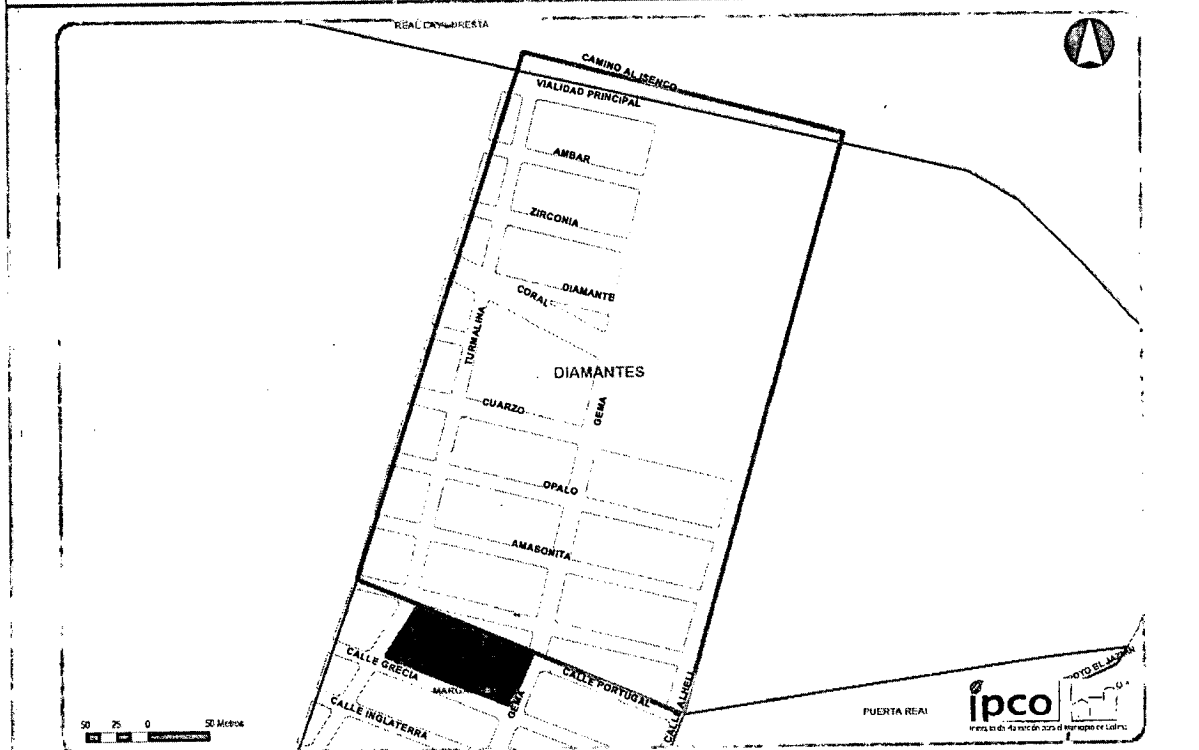 REAL
CAMINO AL ISENCO
VIALIDAD PRINCIPAL
AMBAR
ZIRCONIA
DIAMANTE
CORAL
TURMALINA
DIAMANTES
CUARZO
GEMA
OPALO
AMASONITA
CALLE GRECIA
CALLE PORTUGAL
GEMA
CALLE INGLATERRA
CALLE ALHELI
PUERTA REAL
ipco
50 25 0 50 Metros